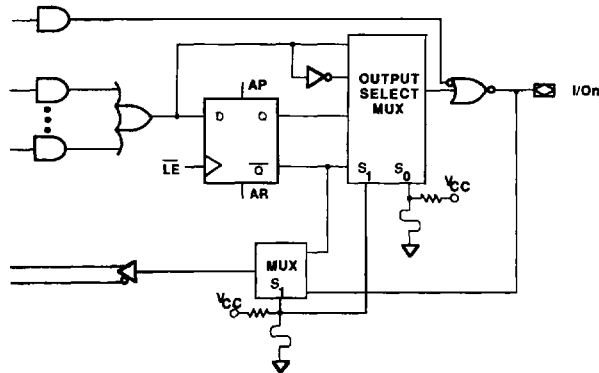 AP
D
Q
LE
Q
AR
OUTPUT
SELECT
MUX
S1
S0
I/On
VCC
MUX
S1
VCC